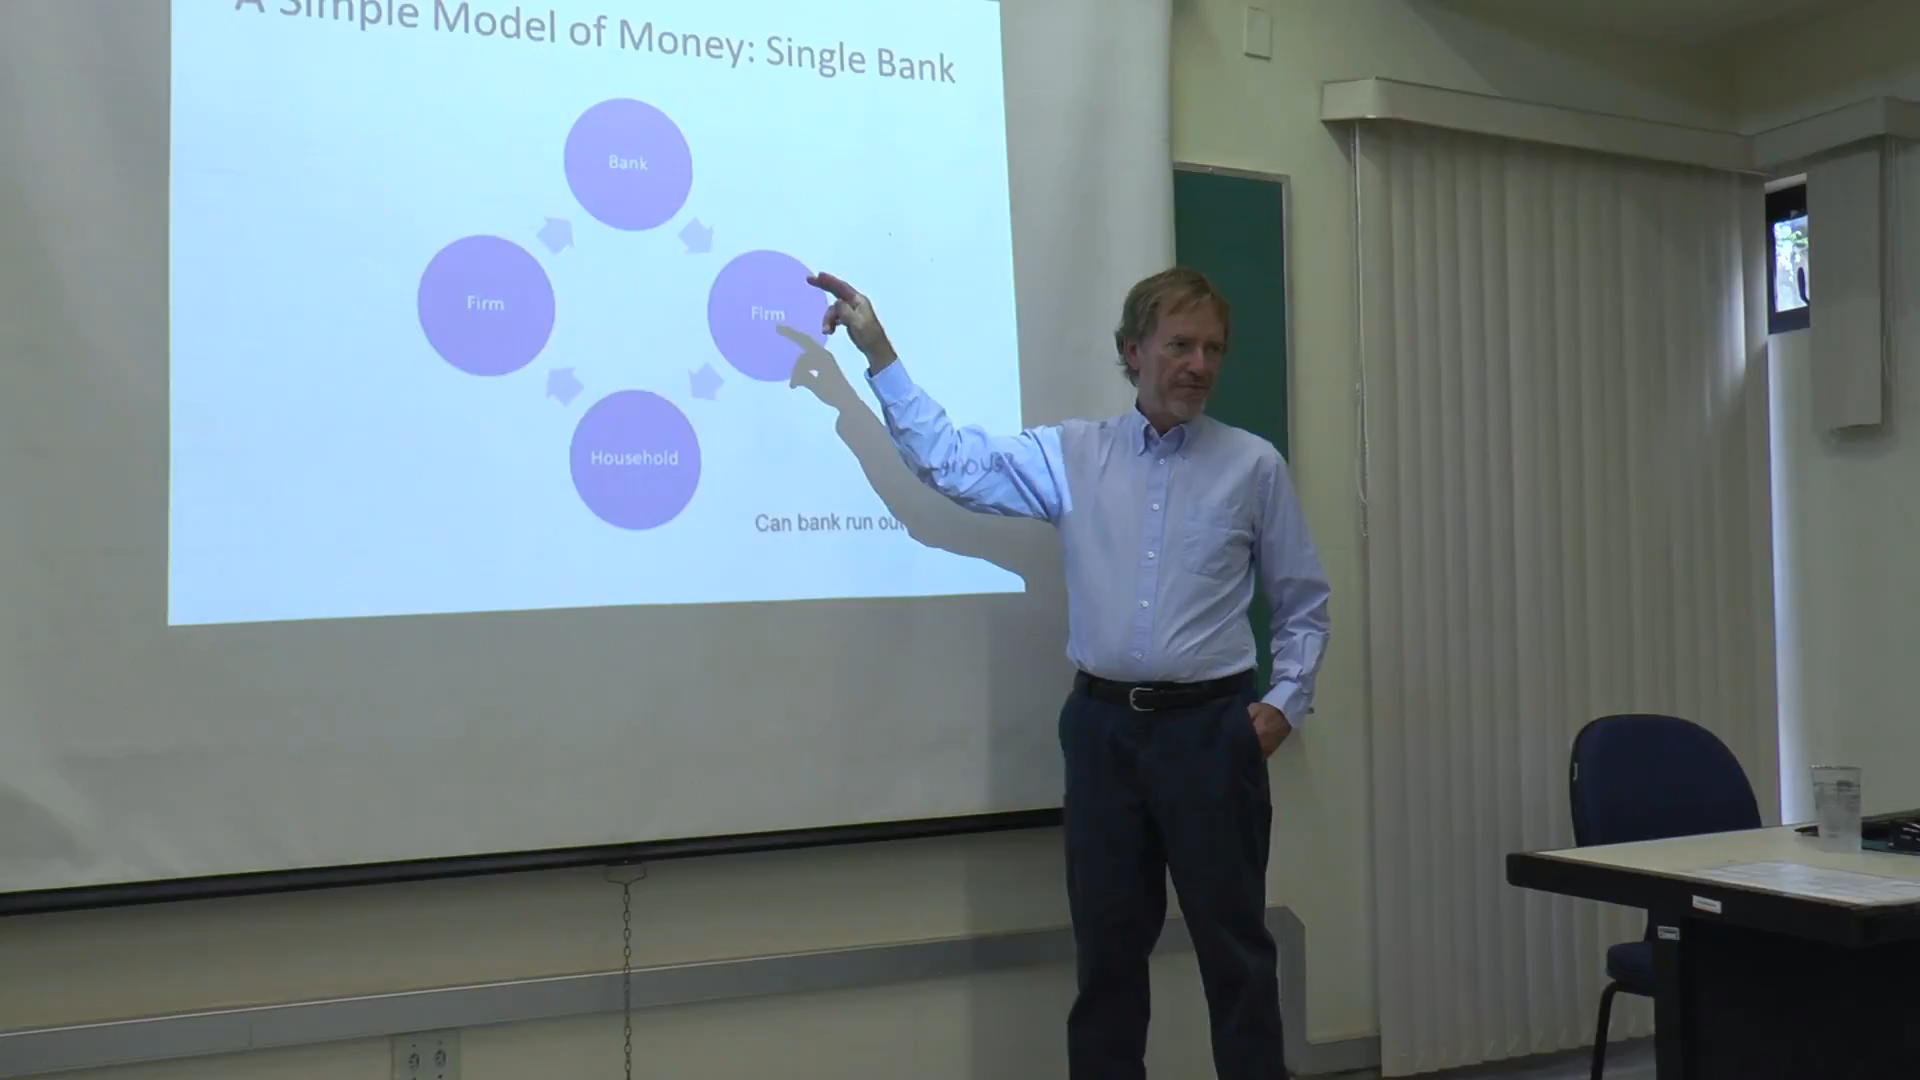 A Simple Model of Money: Single Bank
Bank
Firm
Firm
Household
Can bank run out